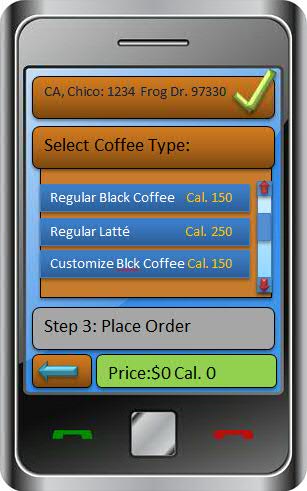 CA, Chico: 1234 Frog Dr. 97330
Select Coffee Type:
Regular Black Coffee Cal. 150
Regular Latté Cal. 250
Customize Blck Coffee Cal. 150
Step 3: Place Order
Price:$0 Cal. 0